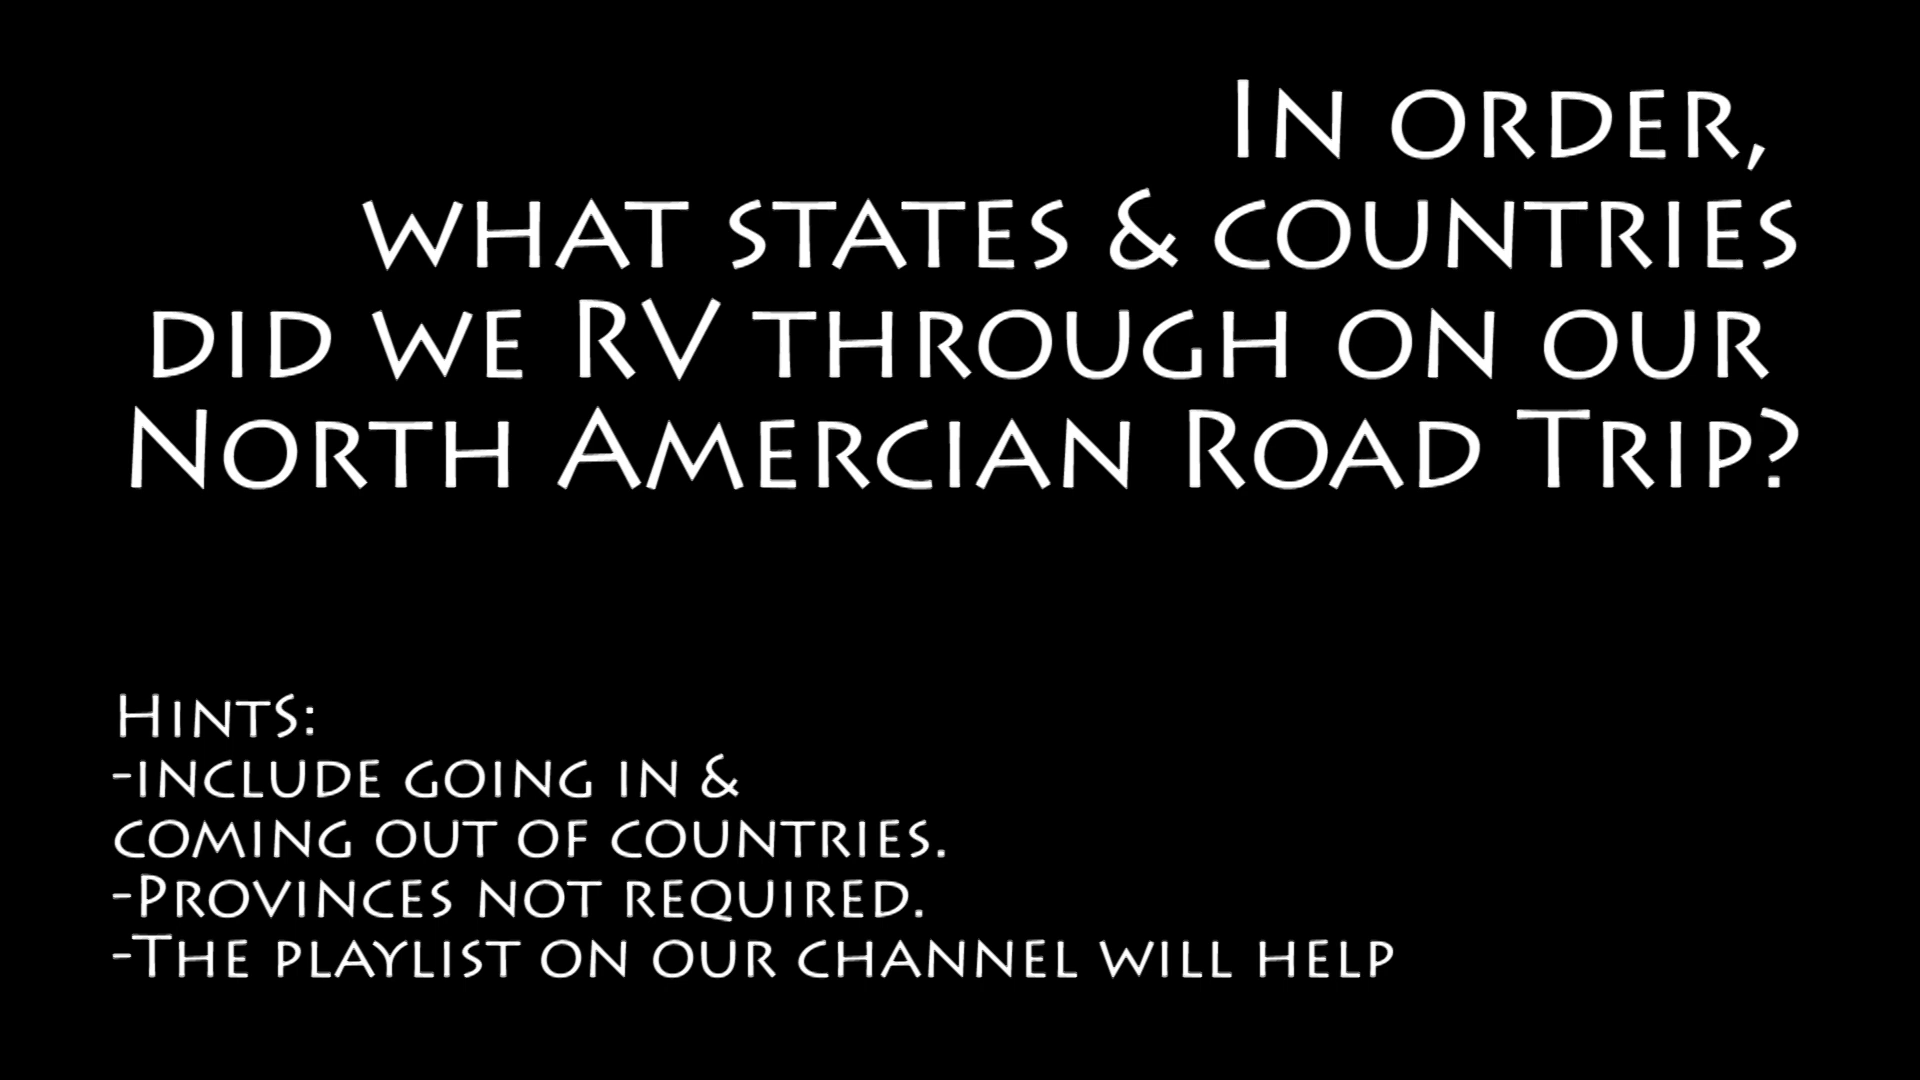 In order,
what states & countries
did we RV through on our
North Amercian Road Trip?
HintS:
-include going in &
coming out of countries.
-Provinces not required.
-The playlist on our channel will help